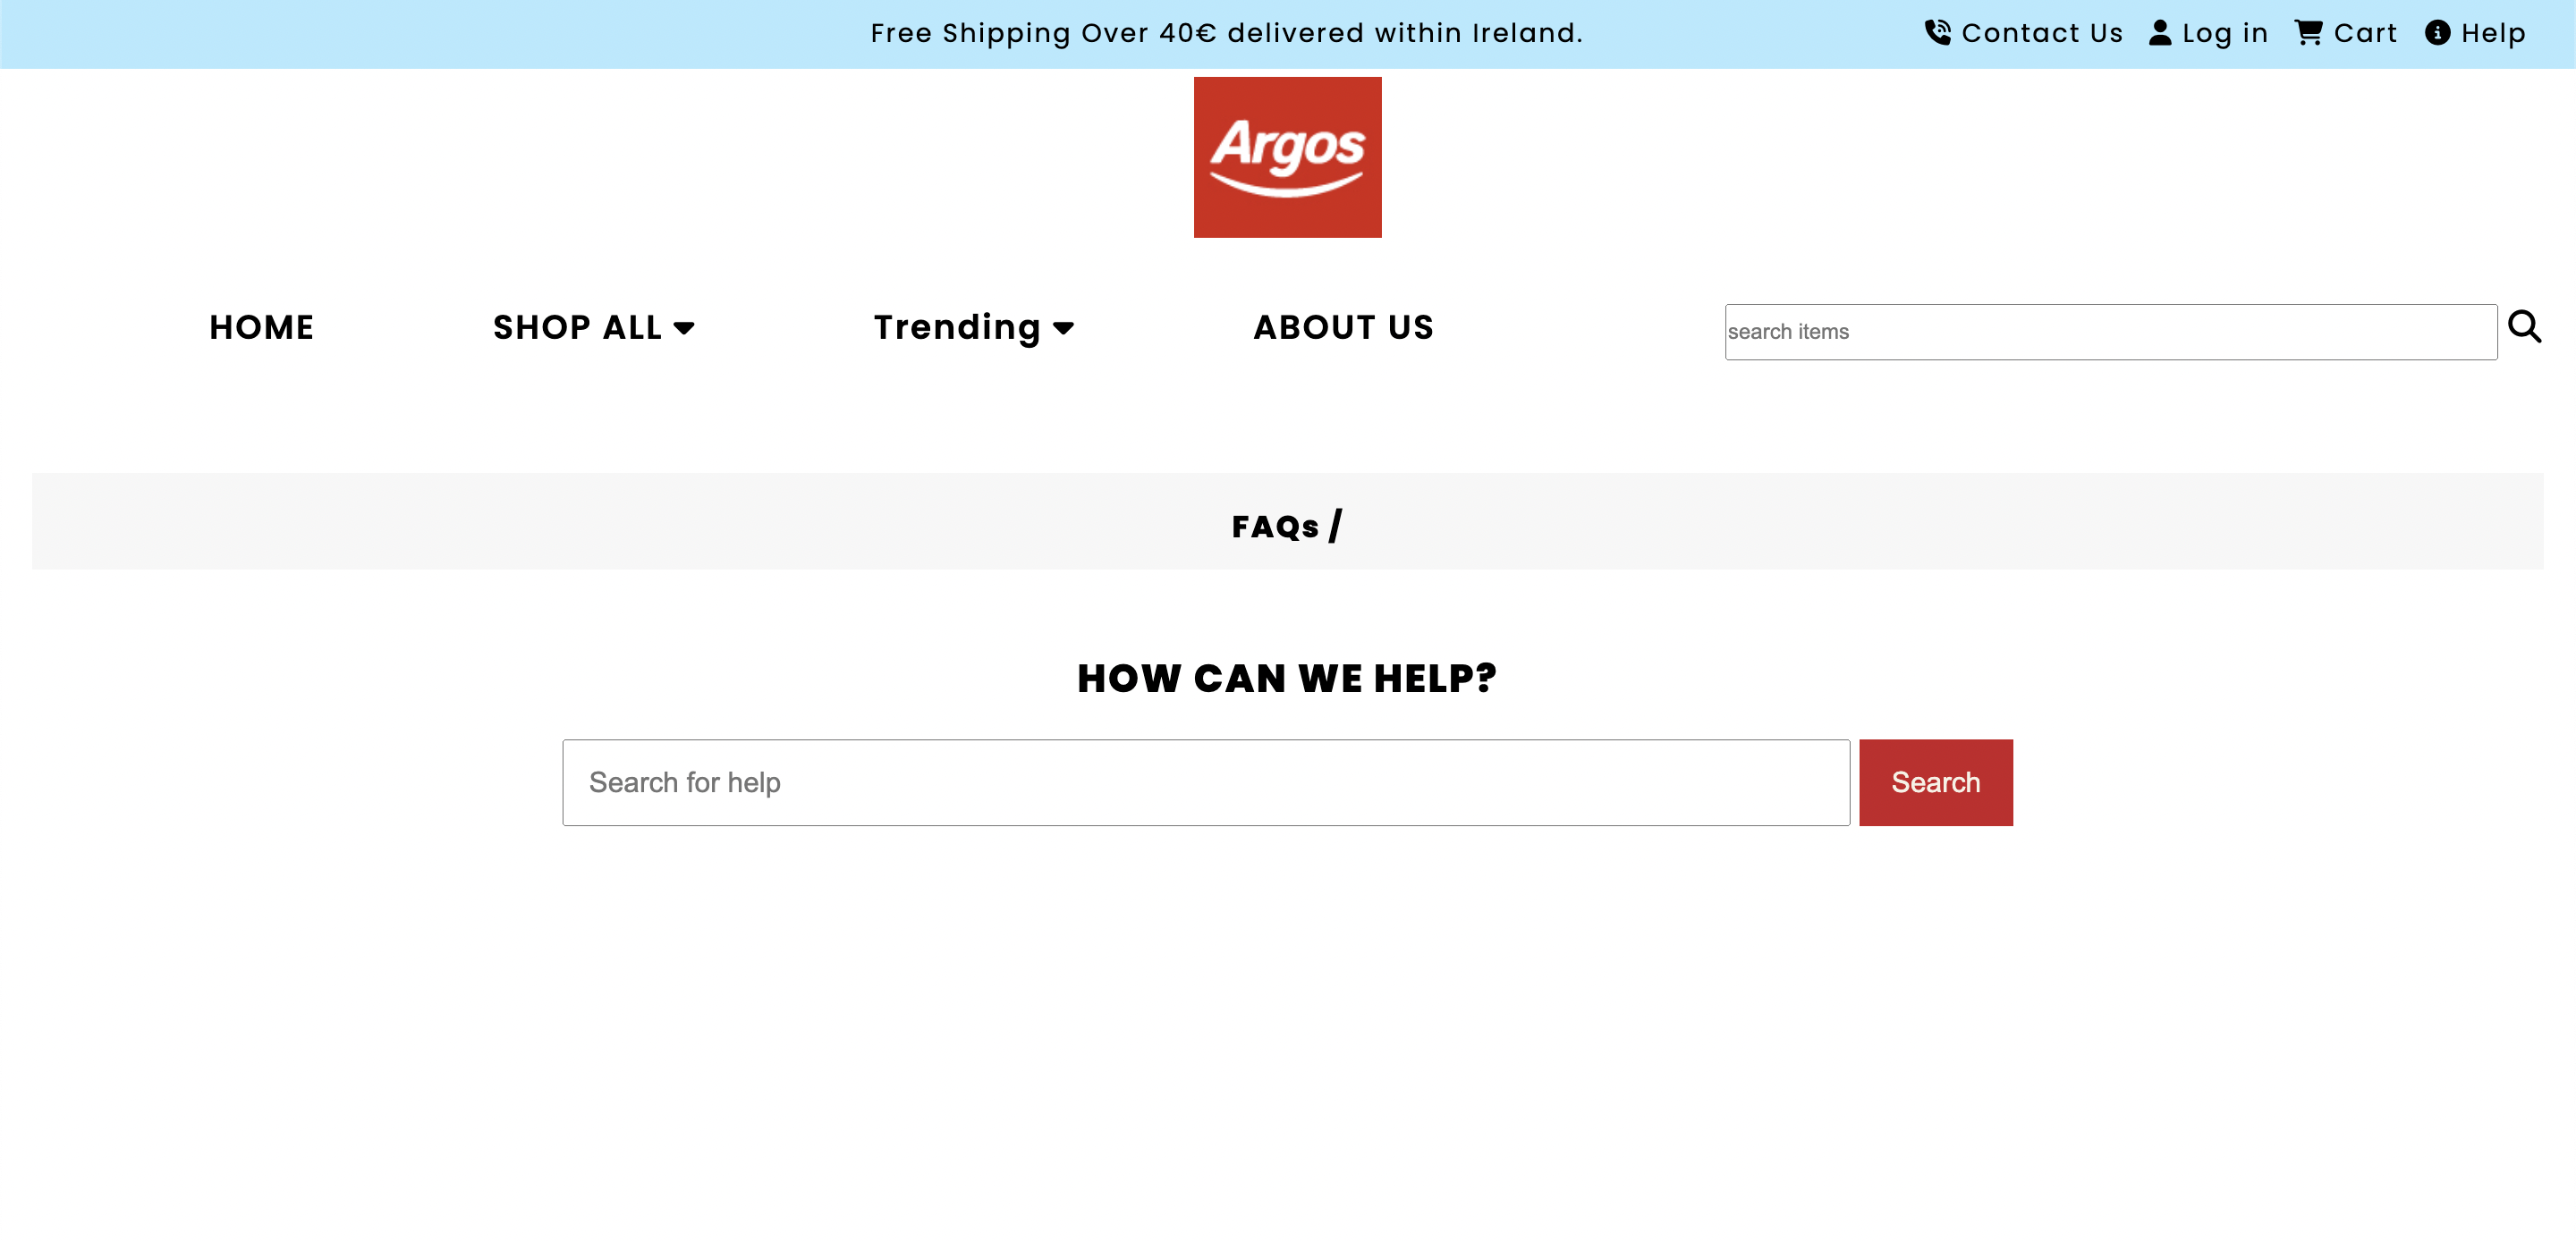 Free Shipping Over 40€ delivered within Ireland.
Contact Us Log in Cart Help
Argos
HOME SHOP ALL Trending ABOUT US search items
FAQs /
HOW CAN WE HELP?
Search for help Search